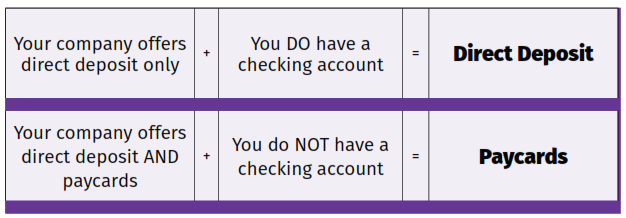 Your company offers
direct deposit only
+
You DO have a
checking account
=
Direct Deposit
Your company offers
direct deposit AND
paycards
+
You do NOT have a
checking account
=
Paycards